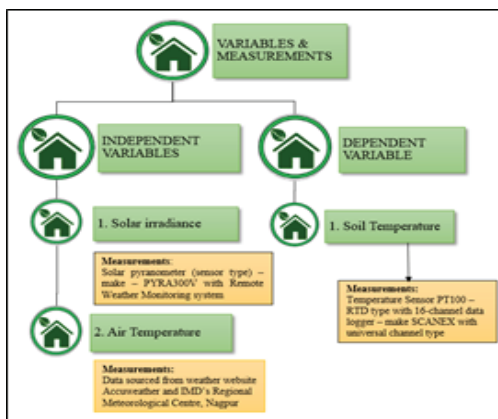 VARIABLES &
MEASUREMENTS
INDEPENDENT
VARIABLES
DEPENDENT
VARIABLE
1. Solar irradiance
1. Soil Temperature
Measurements:
Solar pyranometer (sensor type) –
make – PYRA300V with Remote
Weather Monitoring system
Measurements:
Temperature Sensor PT100 –
RTD type with 16-channel data
logger – make SCANEX with
universal channel type
2. Air Temperature
Measurements:
Data sourced from weather website
Accuweather and IMD's Regional
Meteorological Centre, Nagpur